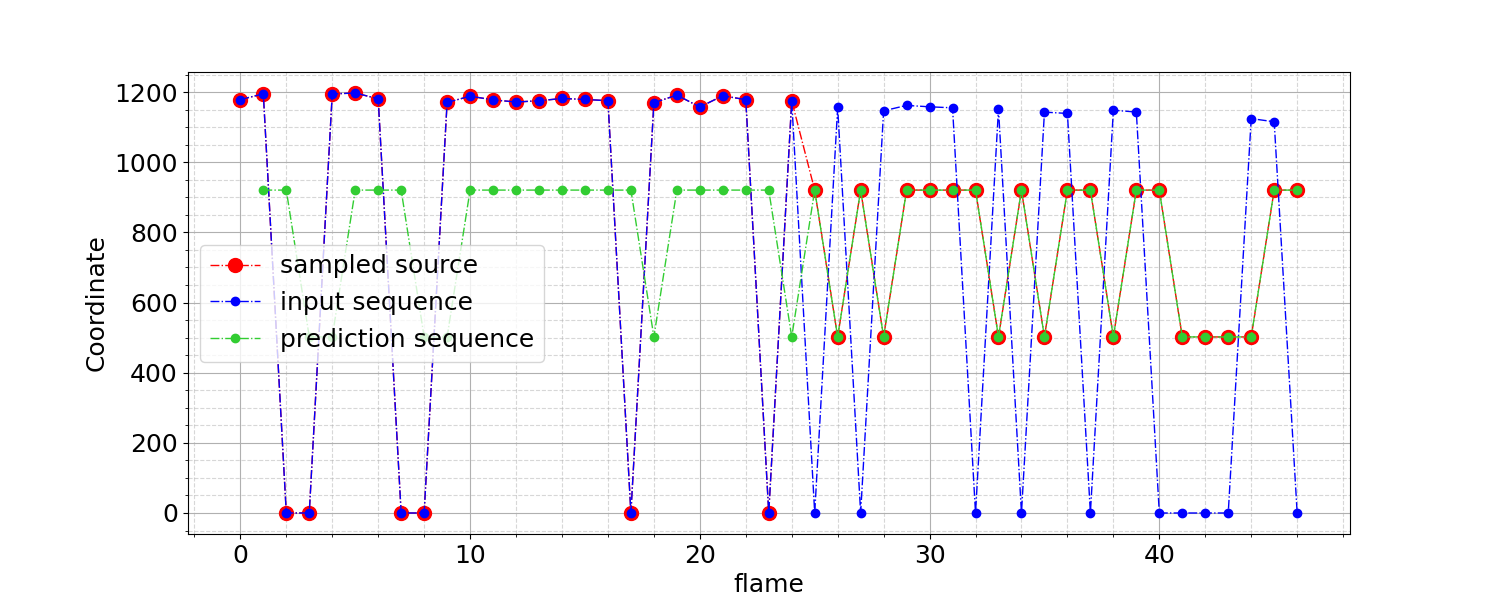 1200
1000
800
600
400
200
0
Coordinate
sampled source
input sequence
prediction sequence
0 10 20 30 40
flame